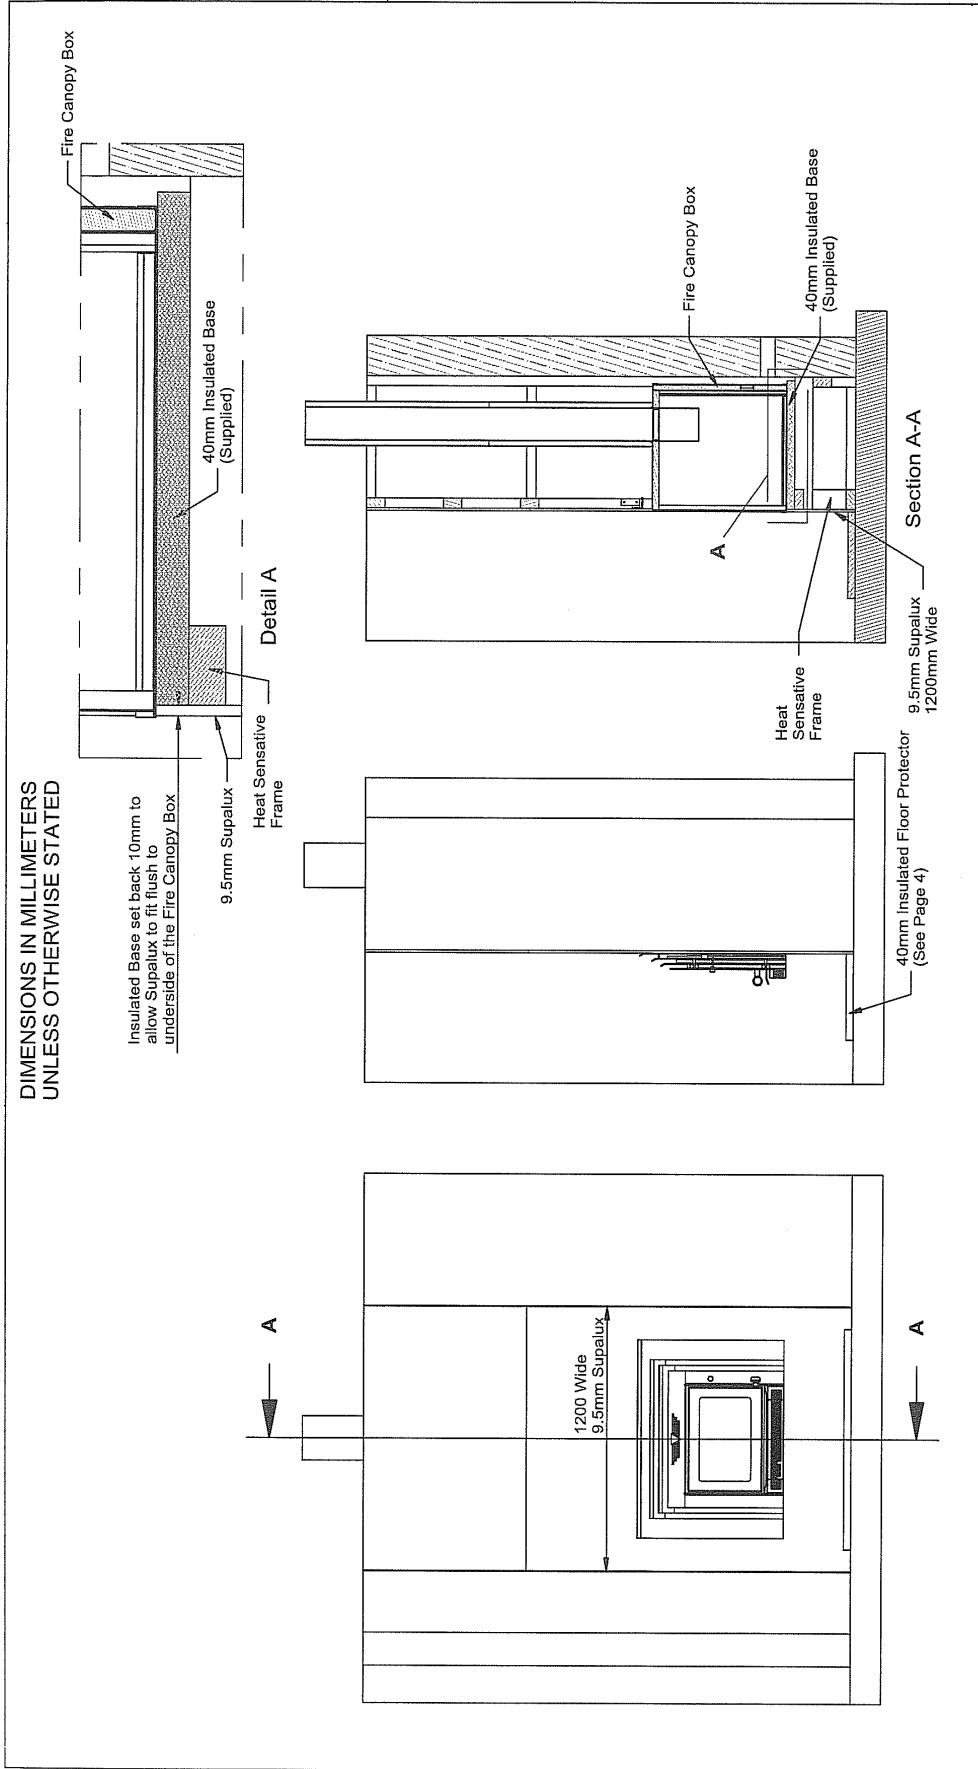 DIMENSIONS IN MILLIMETERS
UNLESS OTHERWISE STATED
Insulated Base set back 10mm to
allow Supalux to fit flush to
underside of the Fire Canopy Box
9.5mm Supalux
Heat Sensative
Frame
Detail A
40mm Insulated Base
(Supplied)
Fire Canopy Box
A
1200 Wide
9.5mm Supalux
A
40mm Insulated Floor Protector
(See Page 4)
A
Fire Canopy Box
40mm Insulated Base
(Supplied)
Heat
Sensative
Frame
9.5mm Supalux
1200mm Wide
Section A-A